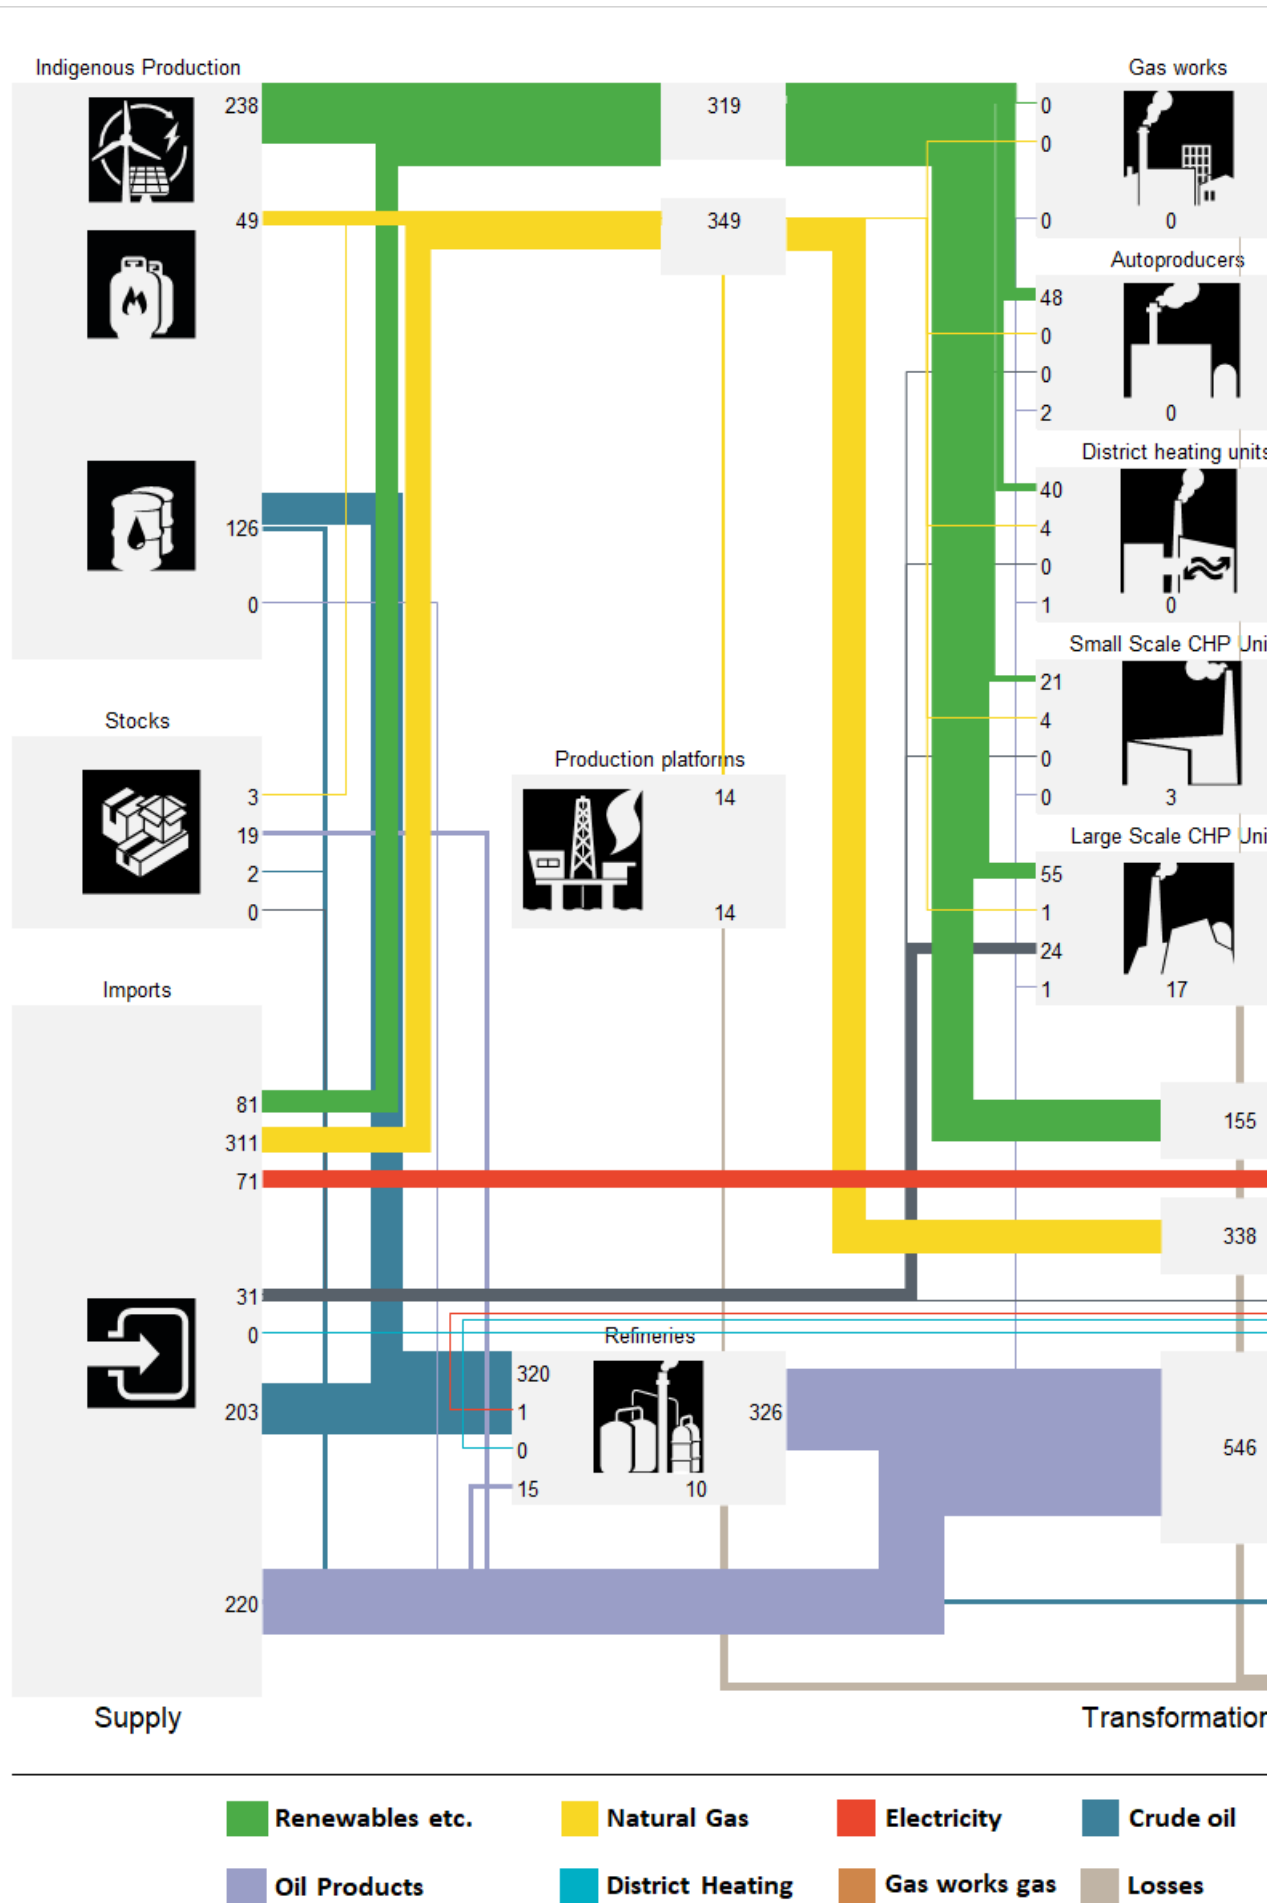 Indigenous Production
238
49
126
0
Stocks
3
19
2
0
Imports
81
311
71
31
0
203
220
Supply
319
349
Production platforms
14
14
Refineries
320
1
0
15
326
10
Gas works
0
0
0
0
Autoproducers
48
0
0
2
0
District heating units
40
4
0
1
0
Small Scale CHP Uni
21
4
0
0
3
Large Scale CHP Uni
55
1
24
1
17
155
338
546
Transformation
Renewables etc.
Natural Gas
Electricity
Crude oil
Oil Products
District Heating
Gas works gas
Losses